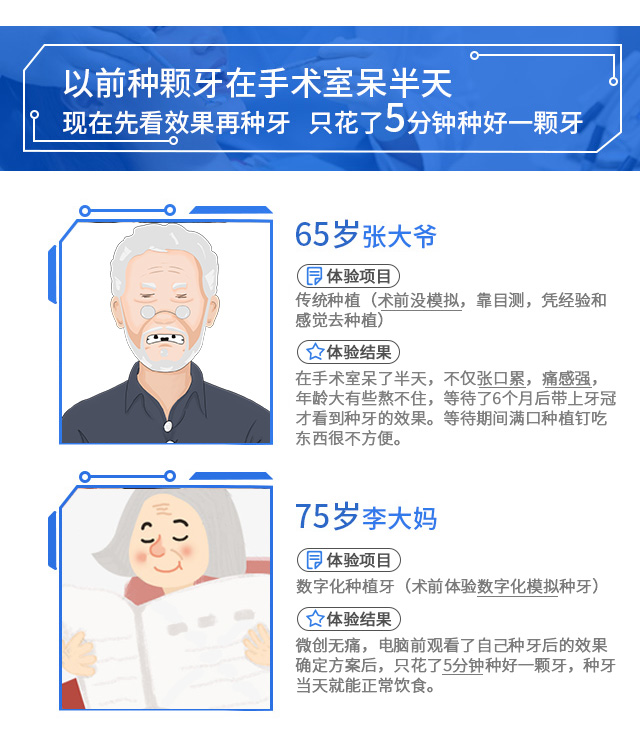 以前种颗牙在手术室呆半天
现在先看效果再种牙 只花了5分钟种好一颗牙
65岁张大爷
体验项目
传统种植（术前没模拟，靠目测，凭经验和
感觉去种植）
体验结果
在手术室呆了半天，不仅张口累，痛感强，
年龄大有些熬不住，等待了6个月后带上牙冠
才看到种牙的效果。等待期间满口种植钉吃
东西很不方便。
75岁李大妈
体验项目
数字化种植牙（术前体验数字化模拟种牙）
体验结果
微创无痛，电脑前观看了自己种牙后的效果
确定方案后，只花了5分钟种好一颗牙，种牙
当天就能正常饮食。